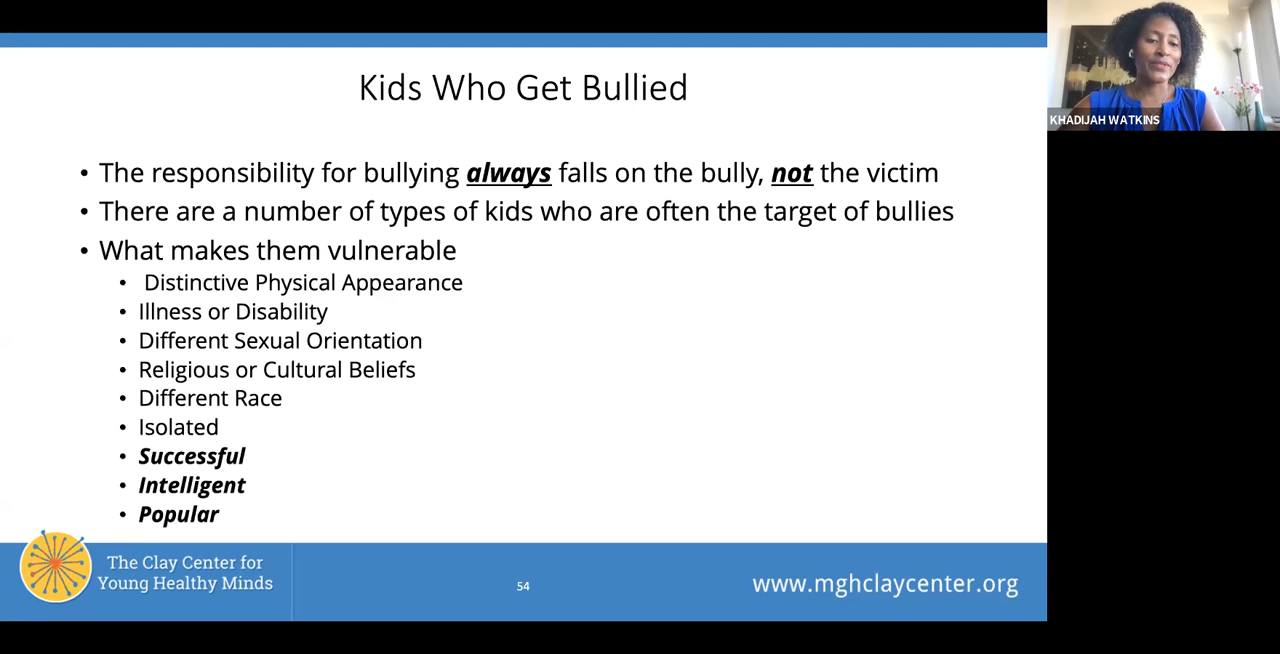 Kids Who Get Bullied
KHADIJAH WATKINS
• The responsibility for bullying always falls on the bully, not the victim
• There are a number of types of kids who are often the target of bullies
• What makes them vulnerable
• Distinctive Physical Appearance
• Illness or Disability
• Different Sexual Orientation
• Religious or Cultural Beliefs
• Different Race
• Isolated
• Successful
• Intelligent
• Popular
The Clay Center for
Young Healthy Minds
54
www.mghclaycenter.org